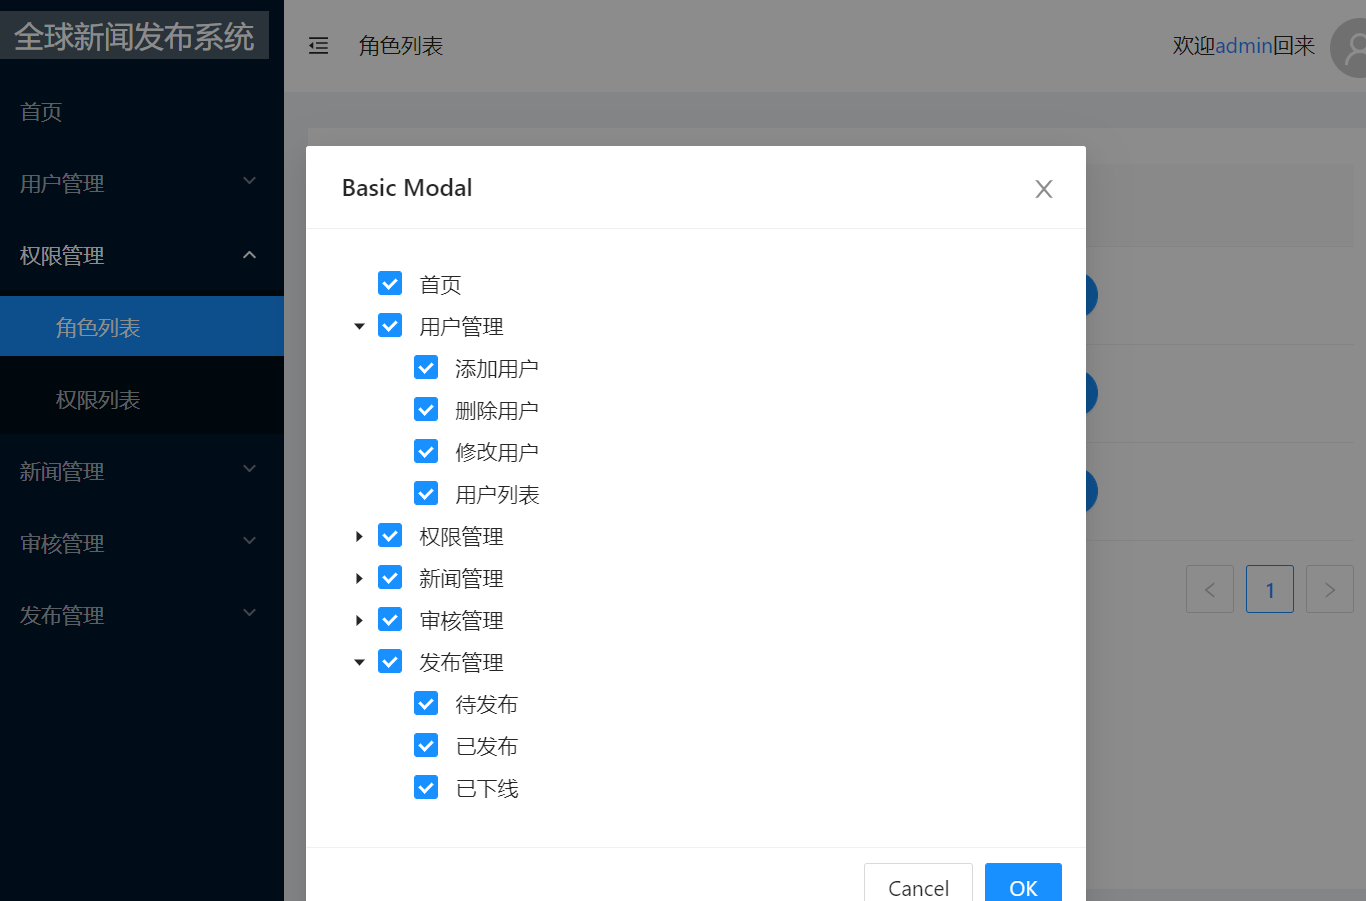 全球新闻发布系统
首页
用户管理
权限管理
角色列表
权限列表
新闻管理
审核管理
发布管理
角色列表
欢迎admin回来
Basic Modal
首页
用户管理
添加用户
删除用户
修改用户
用户列表
权限管理
新闻管理
审核管理
发布管理
待发布
已发布
已下线
Cancel
OK
1